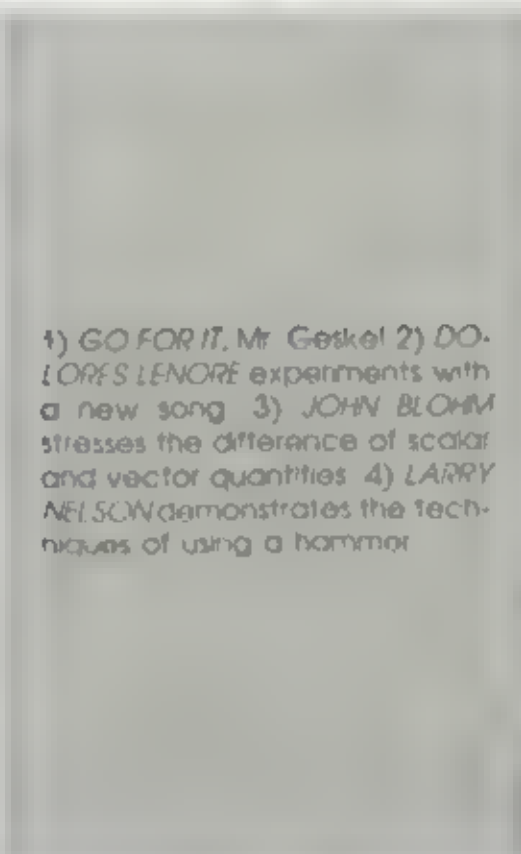 1) GO FOR IT, Mr. Geskel 2) DO-
LORES LENORE experiments with
a new song. 3) JOHN BLOHM
stresses the difference of scalar
and vector quantities. 4) LARRY
NELSON demonstrates the tech-
niques of using a hammer.